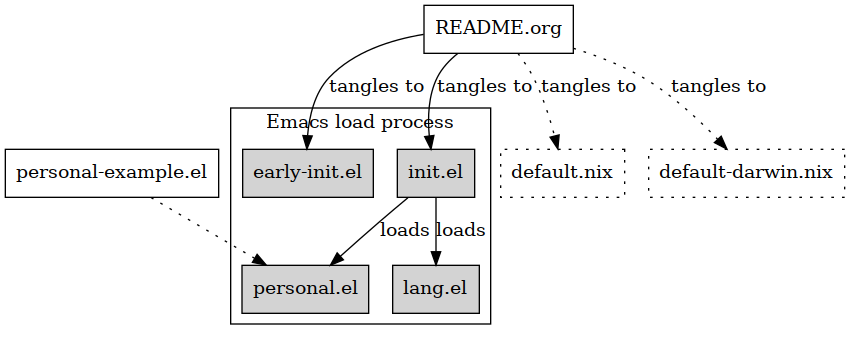 README.org
tangles to
tangles to
tangles to
tangles to
Emacs load process
personal-example.el
early-init.el
init.el
default.nix
default-darwin.nix
loads
loads
personal.el
lang.el